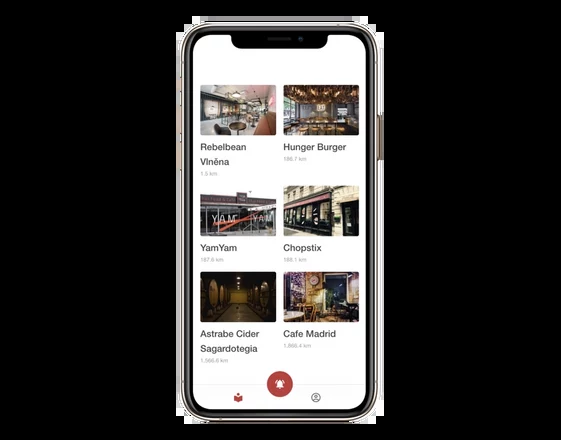 Rebelbean
Vlněna
1.5 km
Hunger Burger
186.7 km
YAM YAM
YamYam
187.6 km
Chopstix
188.1 km
Astrabe Cider
Sagardotegia
1,566.6 km
Cafe Madrid
1,888.4 km